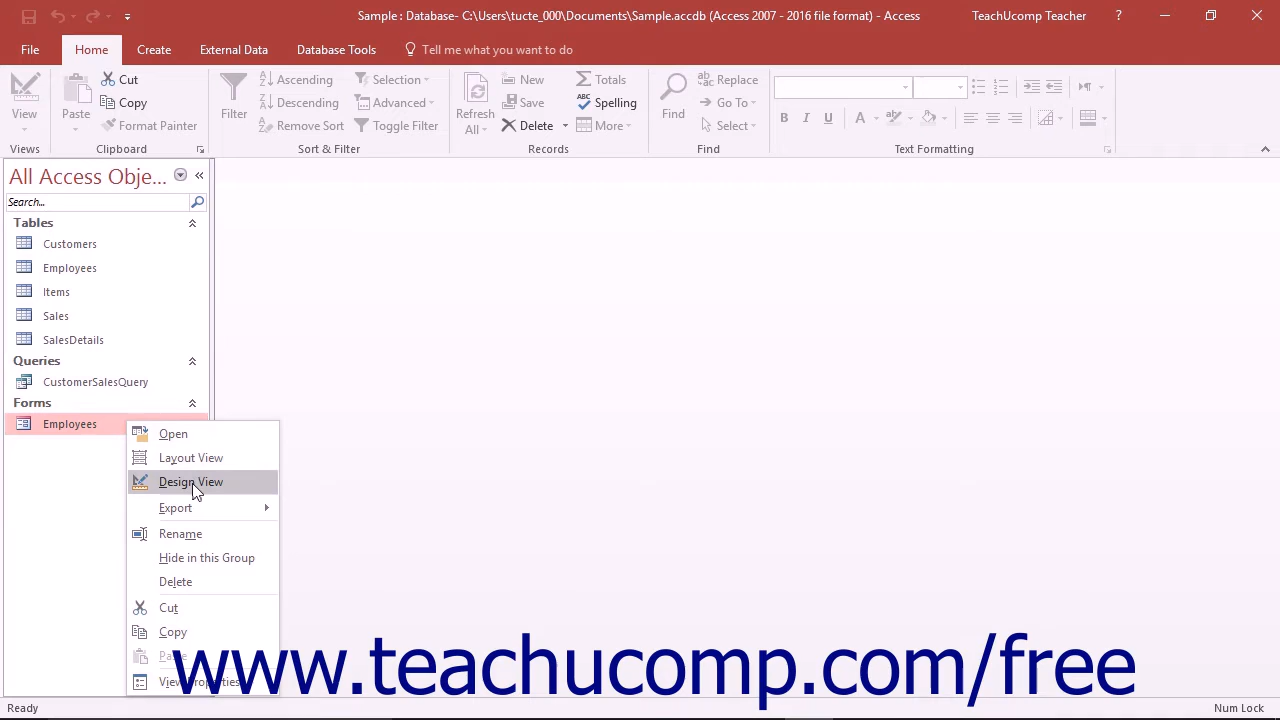 Sample : Database- C:\Users\tucte_000\Documents\Sample.accdb (Access 2007 - 2016 file format) - Access
TeachUcomp Teacher
?
File
Home
Create
External Data
Database Tools
Tell me what you want to do
View
Views
Paste
Cut
Copy
Format Painter
Clipboard
Filter
Ascending
Descending
Sort
Selection
Advanced
Toggle Filter
Sort & Filter
Refresh
All
New
Save
Delete
Totals
ABC
Spelling
More
Records
Find
Replace
Go To
Select
Find
B I U A
Text Formatting
All Access Obje...
Search...
Tables
Customers
Employees
Items
Sales
SalesDetails
Queries
CustomerSalesQuery
Forms
Employees
Open
Layout View
Design View
Export
Rename
Hide in this Group
Delete
Cut
Copy
View Properties
www.teachucomp.com/free
Ready
Num Lock